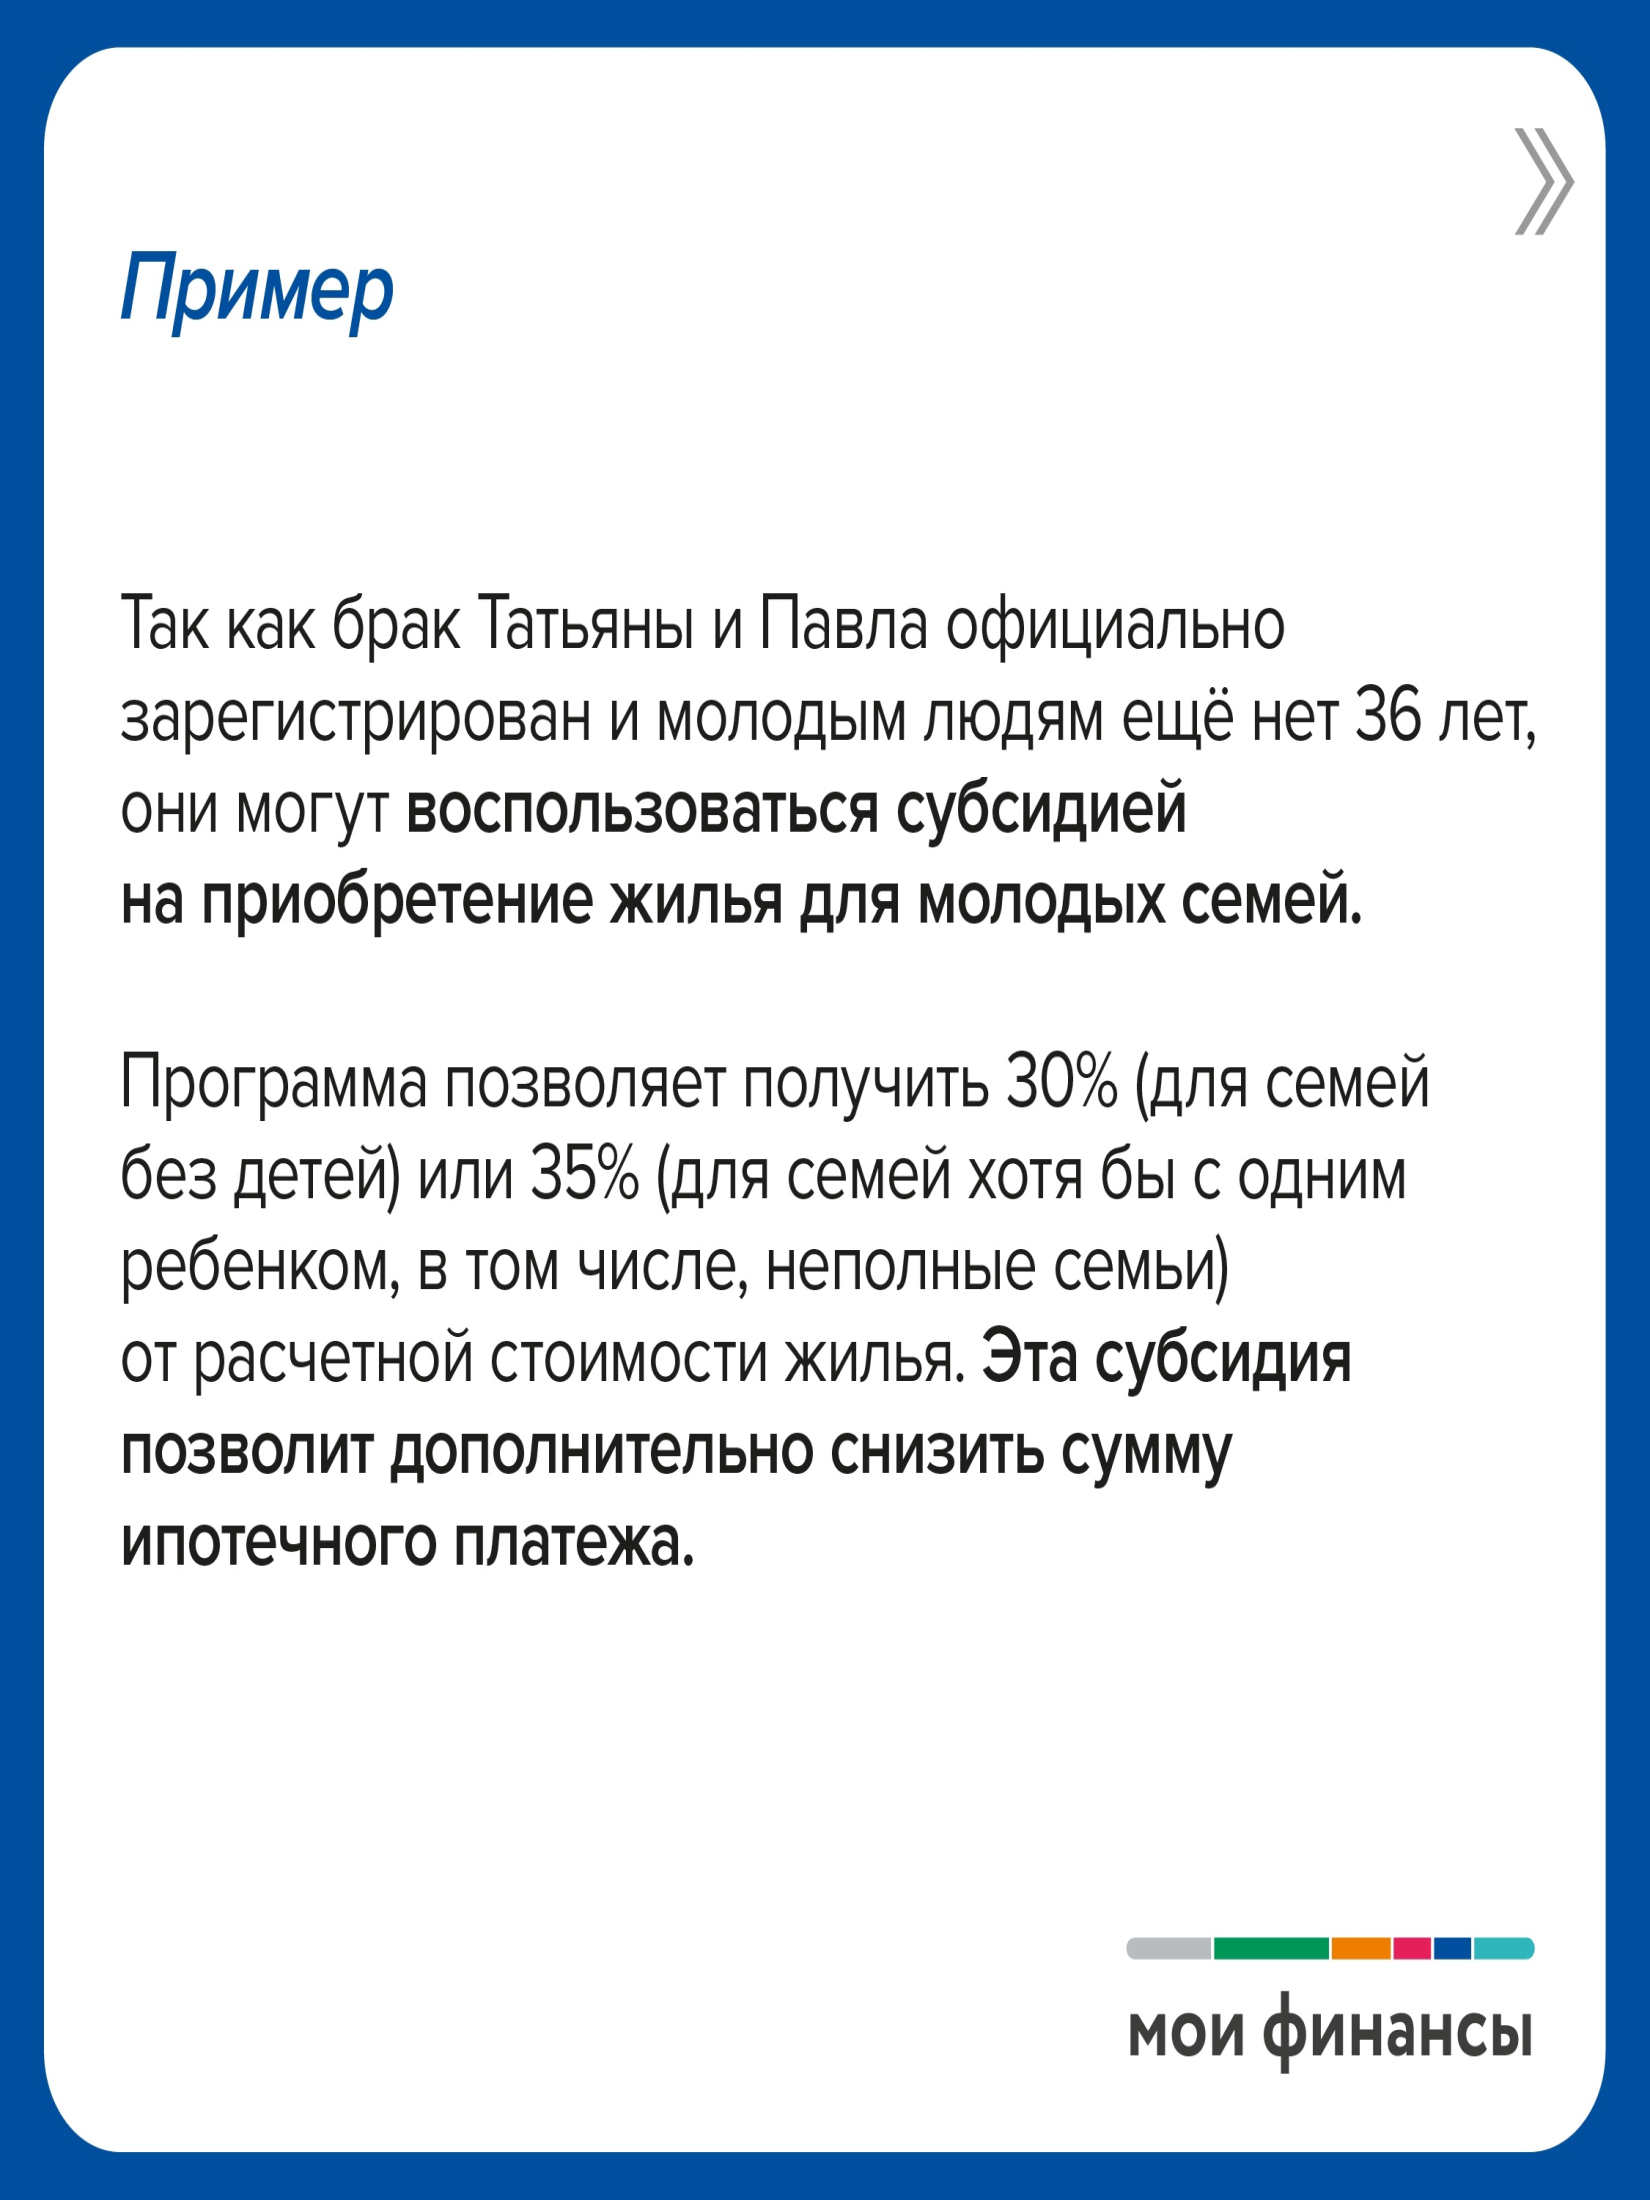 Пример
Так как брак Татьяны и Павла официально
зарегистрирован и молодым людям ещё нет 36 лет,
они могут воспользоваться субсидией
на приобретение жилья для молодых семей.
Программа позволяет получить 30% (для семей
без детей) или 35% (для семей хотя бы с одним
ребенком, в том числе, неполные семьи)
от расчетной стоимости жилья. Эта субсидия
позволит дополнительно снизить сумму
ипотечного платежа.
мои финансы